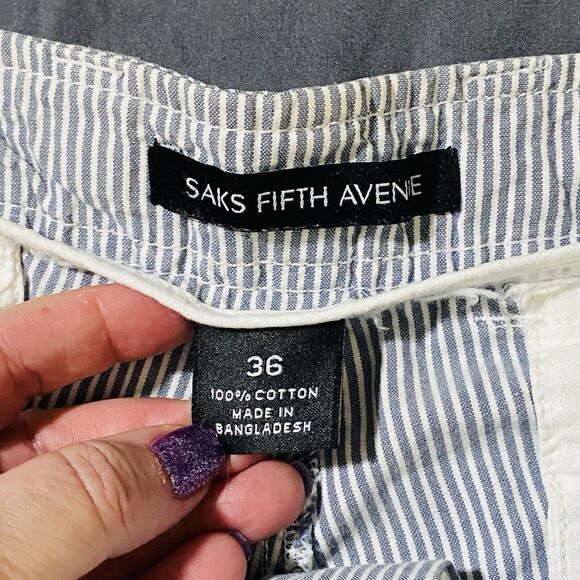 SAKS FIFTH AVENUE
36
100% COTTON
MADE IN
BANGLADESH